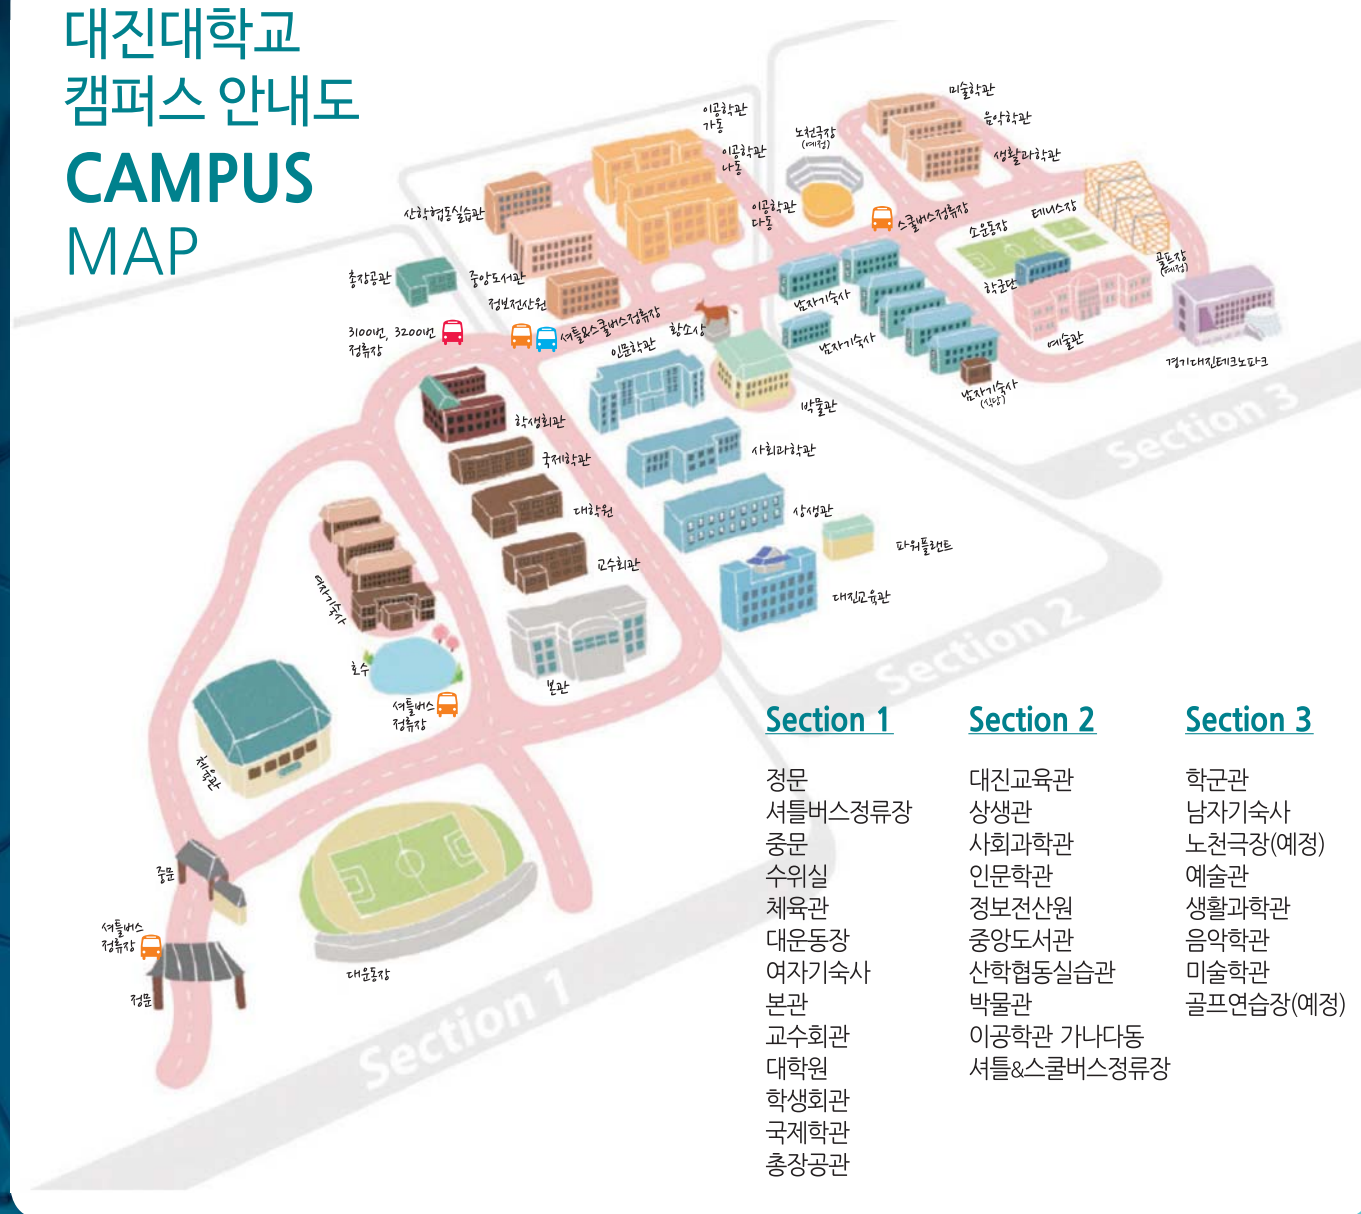 대진대학교
캠퍼스 안내도
CAMPUS
MAP
미술학관
음악학관
생활과학관
이공학관
가동
이공학관
나동
이공학관
다동
노천극장
(예정)
스쿨버스정류장
소운동장
테니스장
골프장
(예정)
학군단
예술관
경기대진테크노파크
산학협동실습관
중앙도서관
정보전산원
총장공관
3100번, 3200번
정류장
셔틀&스쿨버스정류장
황소상
인문학관
남자기숙사
남자기숙사
남자기숙사
(식당)
박물관
학생회관
국제학관
대학원
교수회관
본관
사회과학관
상생관
파워플랜트
대진교육관
여자기숙사
호수
셔틀버스
정류장
체육관
중문
셔틀버스
정류장
정문
대운동장
Section 1
Section 2
Section 3
Section 1
정문
셔틀버스정류장
중문
수위실
체육관
대운동장
여자기숙사
본관
교수회관
대학원
학생회관
국제학관
총장공관
Section 2
대진교육관
상생관
사회과학관
인문학관
정보전산원
중앙도서관
산학협동실습관
박물관
이공학관 가나다동
셔틀&스쿨버스정류장
Section 3
학군관
남자기숙사
노천극장(예정)
예술관
생활과학관
음악학관
미술학관
골프연습장(예정)